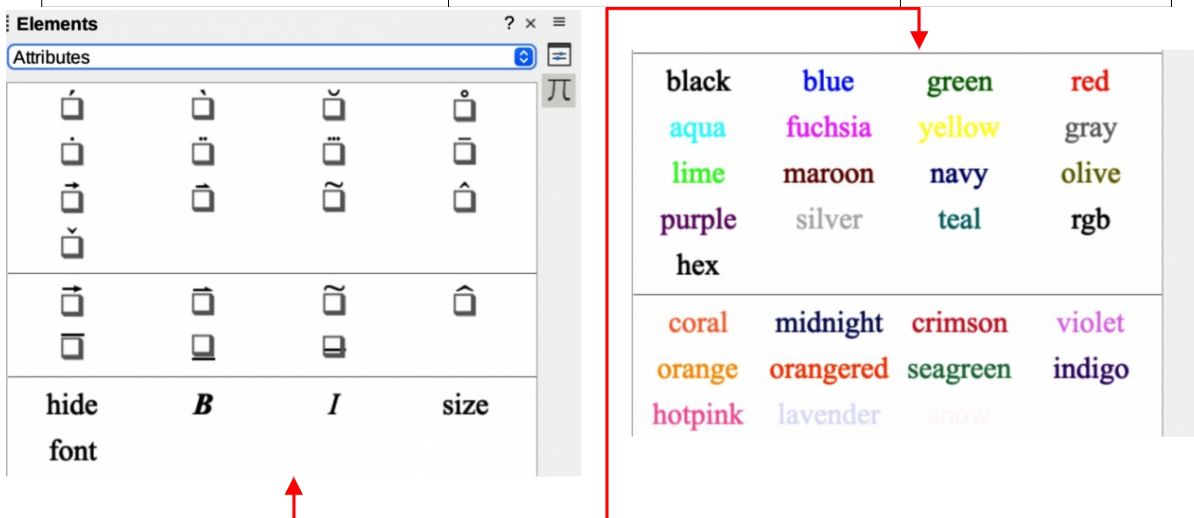 Elements ? × ≡
Attributes
π
hide B I size
font
black blue green red
aqua fuchsia yellow gray
lime maroon navy olive
purple silver teal rgb
hex
coral midnight crimson violet
orange orangered seagreen indigo
hotpink lavender snow